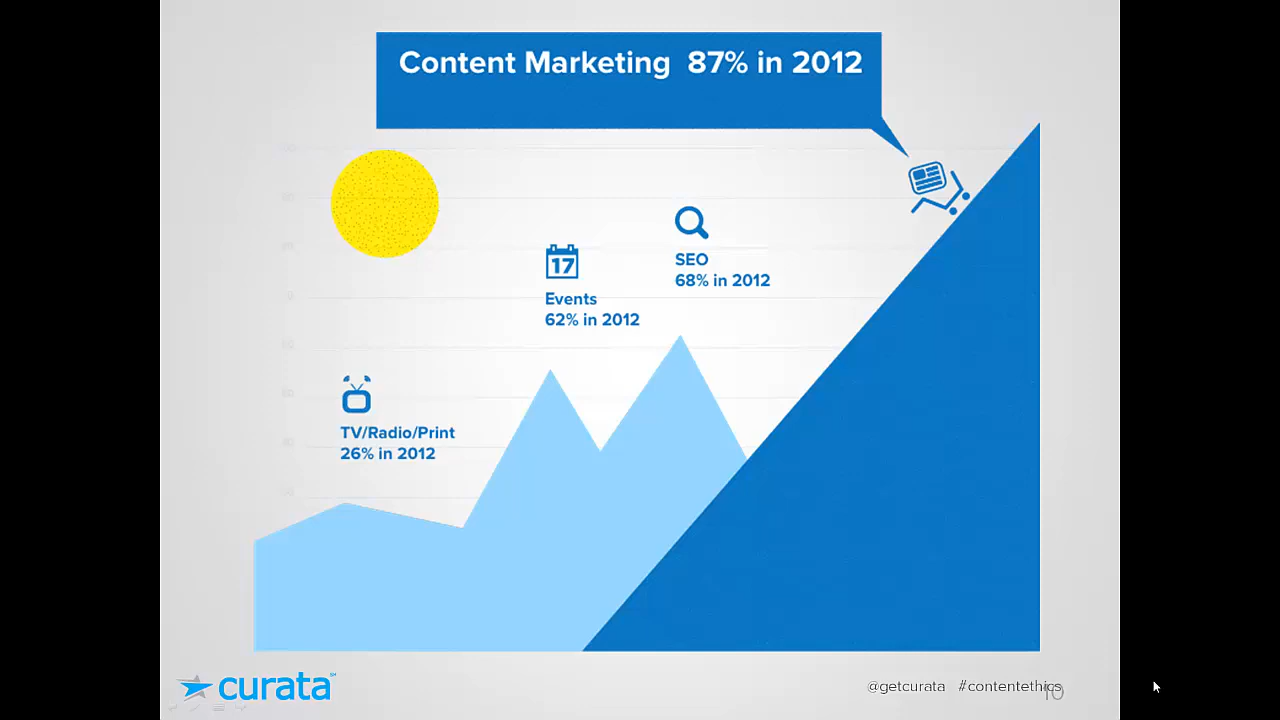 Content Marketing 87% in 2012
SEO
68% in 2012
17
Events
62% in 2012
TV/Radio/Print
26% in 2012
curata
@getcurata #contentethics
10